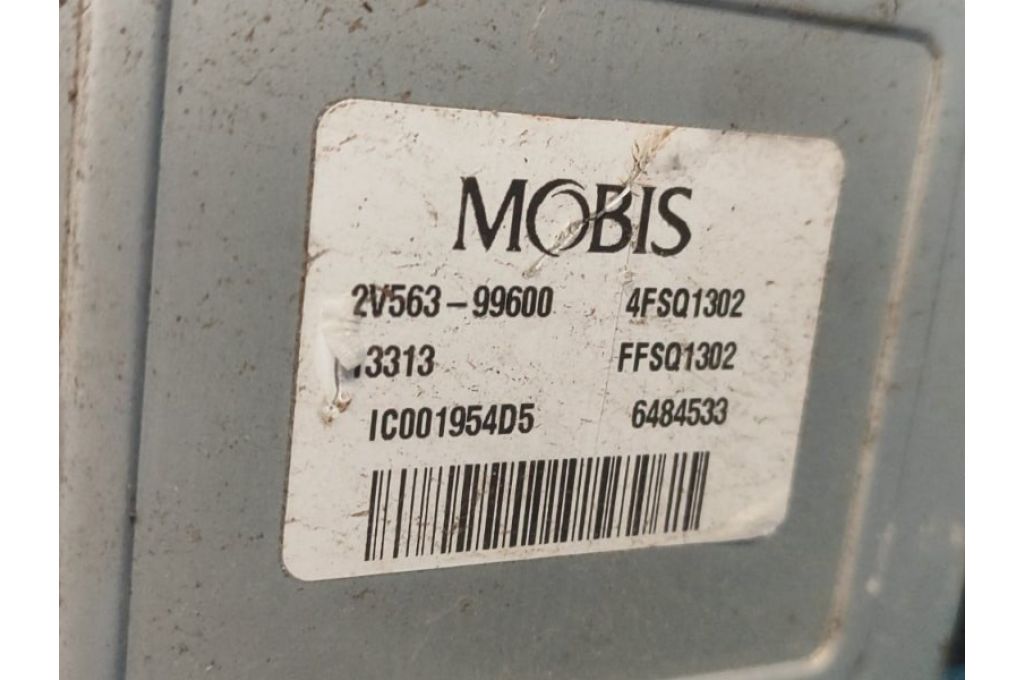 MOBIS
2V563-99600 4FSQ1302
3313 FFSQ1302
IC001954D5 6484533